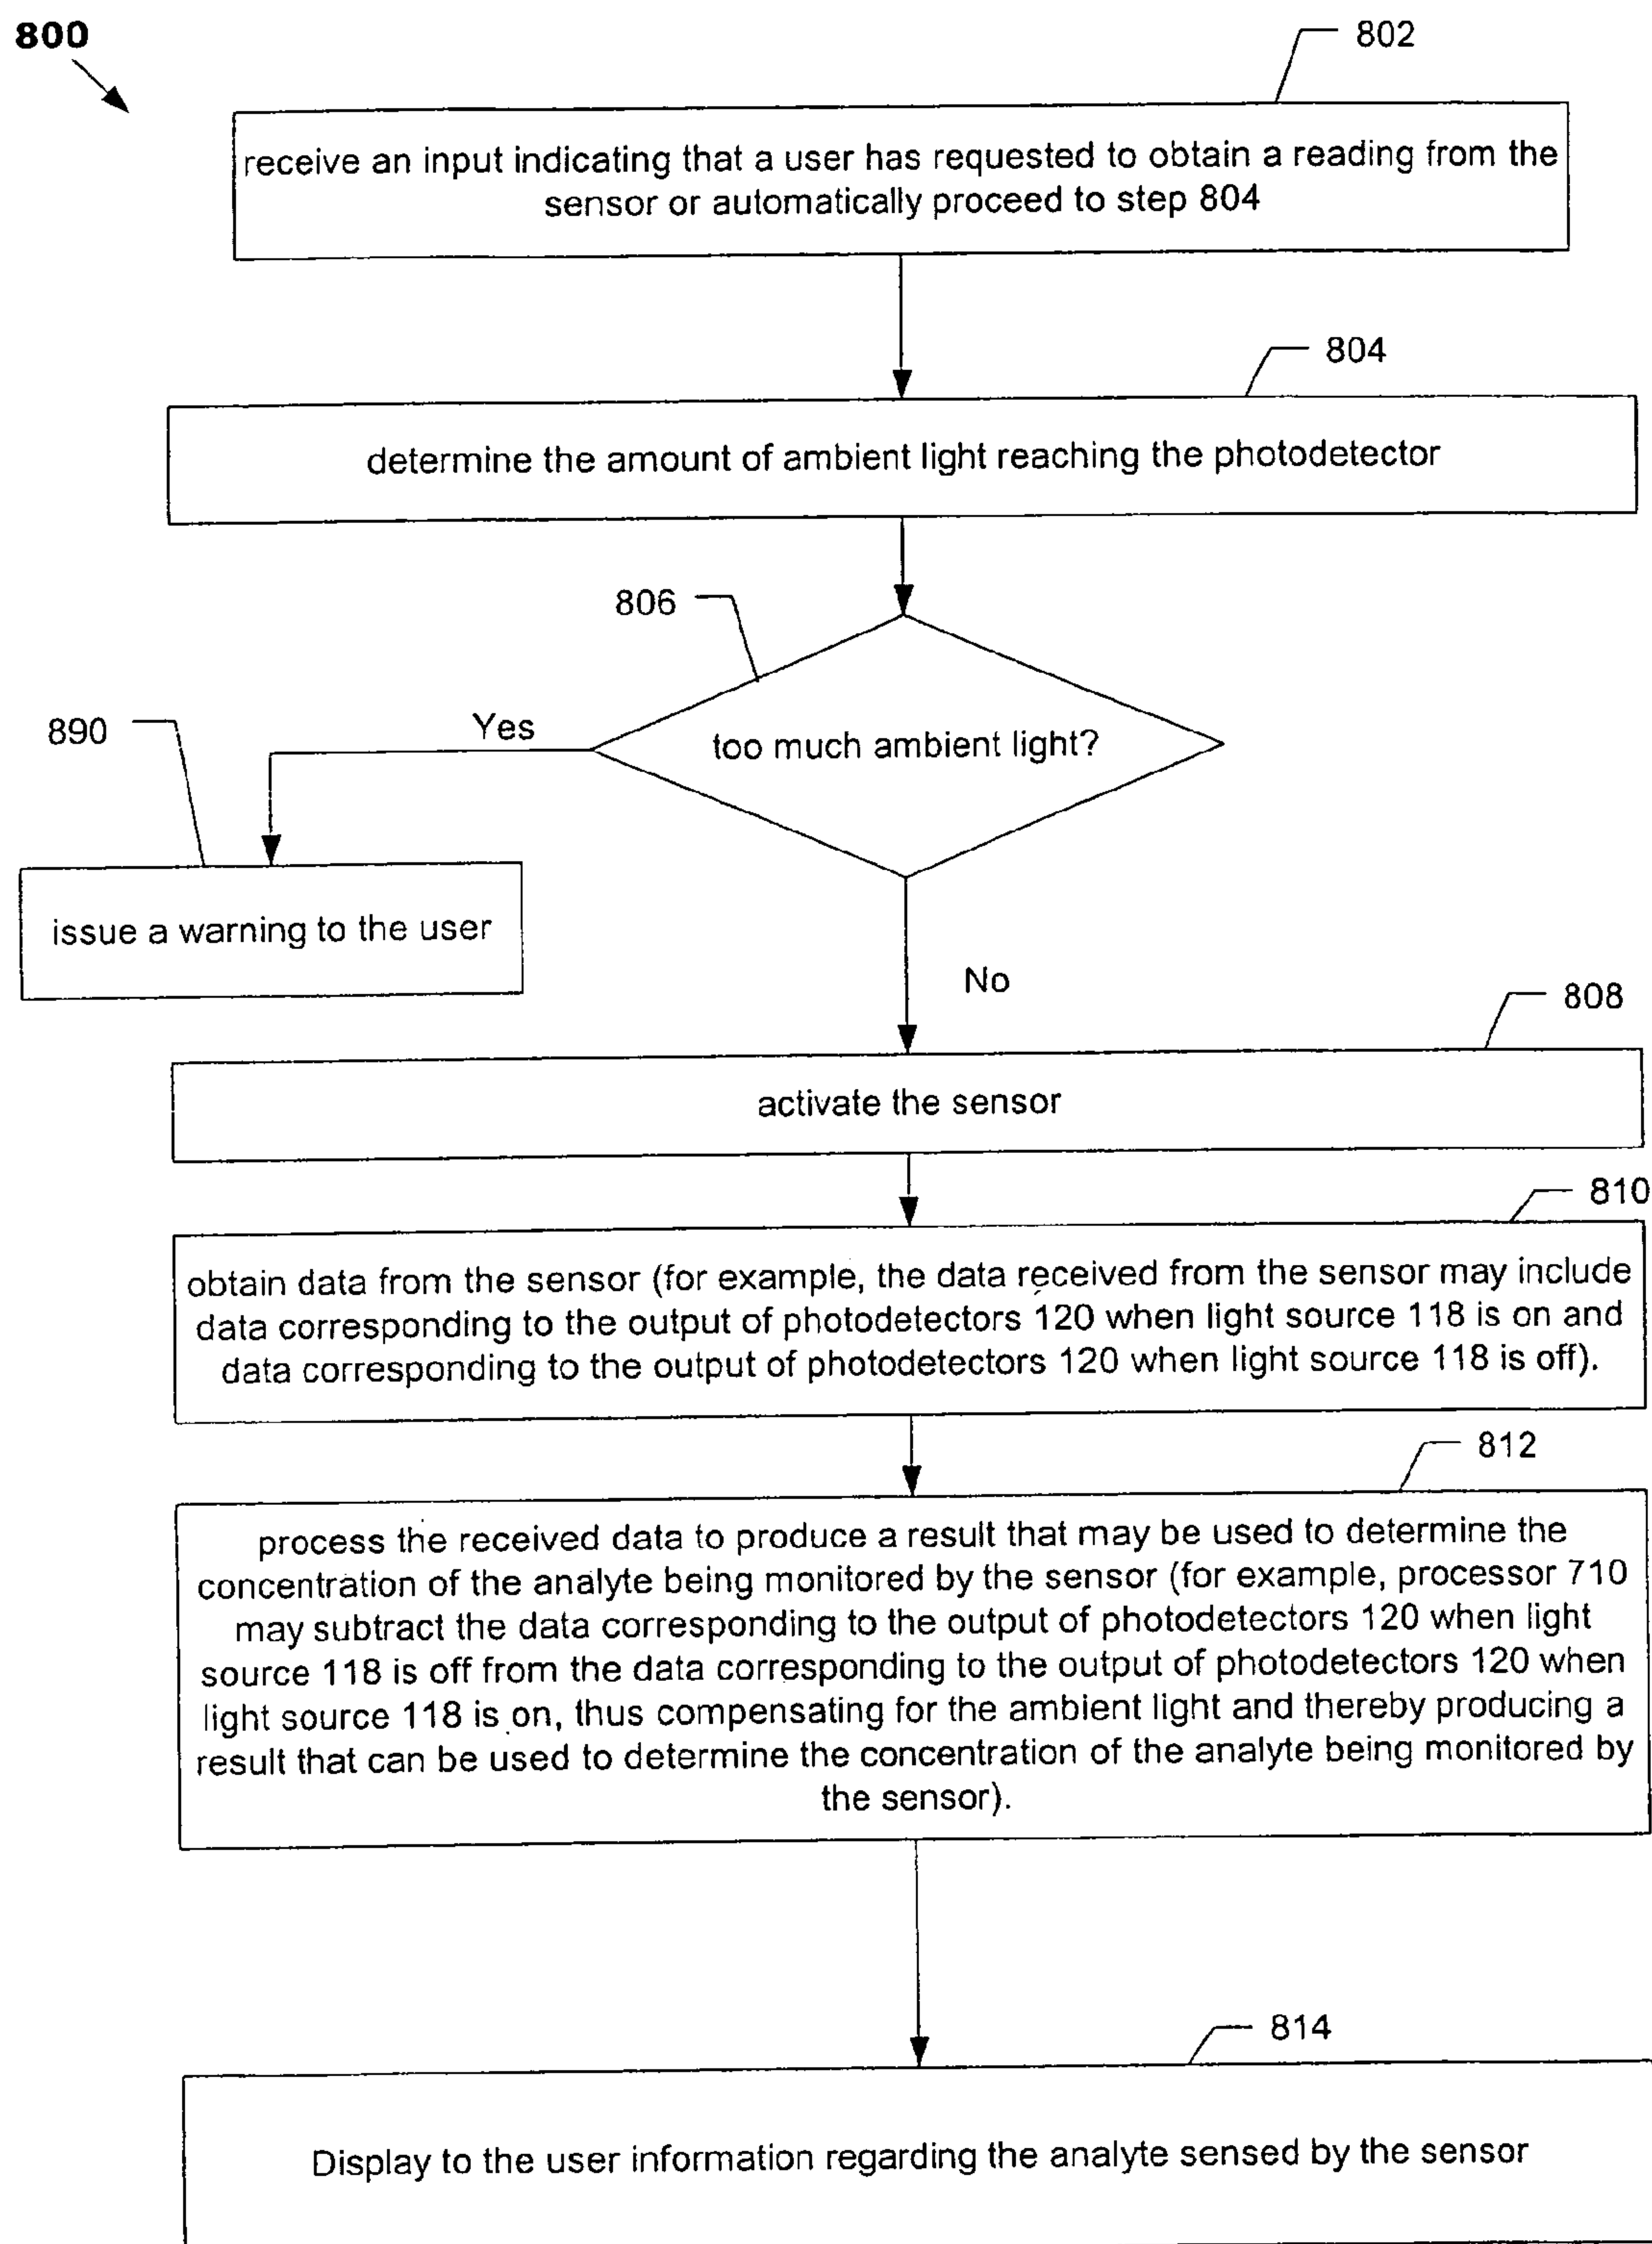 800
802
receive an input indicating that a user has requested to obtain a reading from the
sensor or automatically proceed to step 804
804
determine the amount of ambient light reaching the photodetector
806
too much ambient light?
Yes
890
issue a warning to the user
No
808
activate the sensor
810
obtain data from the sensor (for example, the data received from the sensor may include
data corresponding to the output of photodetectors 120 when light source 118 is on and
data corresponding to the output of photodetectors 120 when light source 118 is off).
812
process the received data to produce a result that may be used to determine the
concentration of the analyte being monitored by the sensor (for example, processor 710
may subtract the data corresponding to the output of photodetectors 120 when light
source 118 is off from the data corresponding to the output of photodetectors 120 when
light source 118 is on, thus compensating for the ambient light and thereby producing a
result that can be used to determine the concentration of the analyte being monitored by
the sensor).
814
Display to the user information regarding the analyte sensed by the sensor